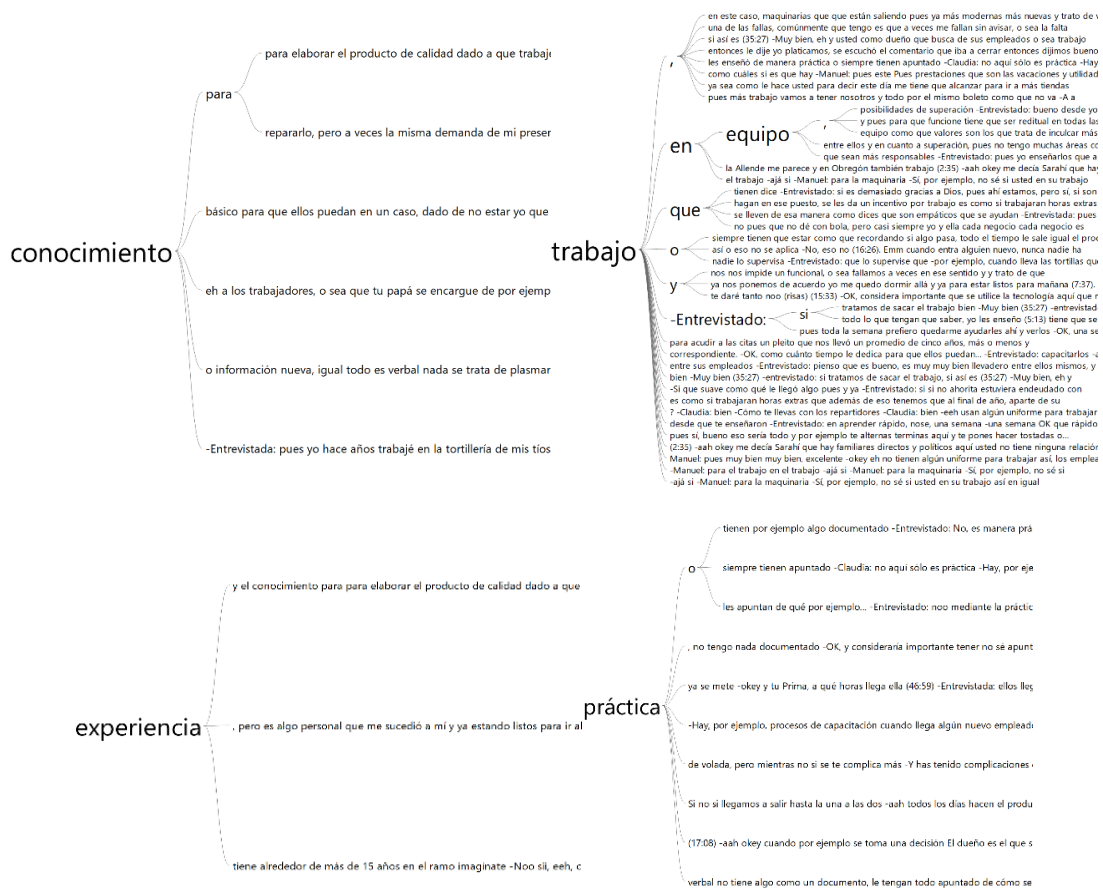 para elaborar el producto de calidad dado a que trabaje
para
repararlo, pero a veces la misma demanda de mi preser
básico para que ellos puedan en un caso, dado de no estar yo que
conocimiento
eh a los trabajadores, o sea que tu papá se encargue de por ejemp
o información nueva, igual todo es verbal nada se trata de plasmar
-Entrevistada: pues yo hace años trabajé en la tortillería de mis tíos
en este caso, maquinarias que que están saliendo pues ya más modernas más nuevas y trato de v
una de las fallas, comúnmente que tengo es que a veces me fallan sin avisar, o sea la falta
si así es (35:27) -Muy bien, eh y usted como dueño que busca de sus empleados o sea trabajo
entonces le dije yo platicamos, se escuchó el comentario que iba a cerrar entonces dijimos bueno
,
les enseñó de manera práctica o siempre tienen apuntado -Claudia: no aquí sólo es práctica -Hay
como cuáles si es que hay -Manuel: pues este Pues prestaciones que son las vacaciones y utilidad
ya sea como le hace usted para decir este día me tiene que alcanzar para ir a más tiendas
pues más trabajo vamos a tener nosotros y todo por el mismo boleto como que no va -A a
posibilidades de superación -Entrevistado: bueno desde yo
equipo
,
y pues para que funcione tiene que ser reditual en todas las
equipo como que valores son los que trata de inculcar más
en
entre ellos y en cuanto a superación, pues no tengo muchas áreas co
que sean más responsables -Entrevistado: pues yo enseñarlos que a
la Allende me parece y en Obregón también trabajo (2:35) -aah okey me decía Sarahí que hay
el trabajo -ajá si -Manuel: para la maquinaria -Sí, por ejemplo, no sé si usted en su trabajo
tienen dice -Entrevistado: si es demasiado gracias a Dios, pues ahí estamos, pero sí, si son
que
hagan en ese puesto, se les da un incentivo por trabajo es como si trabajaran horas extras
se lleven de esa manera como dices que son empáticos que se ayudan -Entrevistado: pues
no pues que no dé con bola, pero casi siempre yo y ella cada negocio cada negocio es
trabajo
siempre tienen que estar como que recordando si algo pasa, todo el tiempo le sale igual el proc
o
así o eso no se aplica -No, eso no (16:26). Emm cuando entra alguien nuevo, nunca nadie ha
nadie lo supervisa -Entrevistado: que lo supervise que -por ejemplo, cuando lleva las tortillas que
nos nos impide un funcional, o sea fallamos a veces en ese sentido y y trato de que
y
ya nos ponemos de acuerdo yo me quedo dormir allá y ya para estar listos para mañana (7:37).
te daré tanto noo (risas) (15:33) -OK, considera importante que se utilice la tecnología aquí que n
tratamos de sacar el trabajo bien -Muy bien (35:27) -entrevistado
-Entrevistado:
si
todo lo que tengan que saber, yo les enseño (5:13) tiene que se
pues toda la semana prefiero quedarme ayudarles ahí y verlos -OK, una se
para acudir a las citas un pleito que nos llevó un promedio de cinco años, más o menos y
correspondiente. -OK, como cuánto tiempo le dedica para que ellos puedan... -Entrevistado: capacitarlos -a
entre sus empleados -Entrevistado: pienso que es bueno, es muy muy bien llevadero entre ellos mismos, y
bien -Muy bien (35:27) -entrevistado: si tratamos de sacar el trabajo, si así es (35:27) -Muy bien, eh y
-Si que suave como qué le llegó algo pues y ya -Entrevistado: sí si no ahorita estuviera endeudado con
es como si trabajaran horas extras que además de eso tenemos que al final de año, aparte de su
? -Claudia: bien -Cómo te llevas con los repartidores -Claudia: bien -eeh usan algún uniforme para trabajar
desde que te enseñaron -Entrevistado: en aprender rápido, nose, una semana -una semana OK que rápido
pues sí, bueno eso sería todo y por ejemplo te alternas terminas aquí y te pones hacer tostadas o...
(2:35) -aah okey me decía Sarahí que hay familiares directos y políticos aquí usted no tiene ninguna relación
Manuel: pues muy bien muy bien, excelente -okey eh no tienen algún uniforme para trabajar así, los emplea
-Manuel: para el trabajo en el trabajo -ajá si -Manuel: para la maquinaria -Sí, por ejemplo, no sé si
-ajá si -Manuel: para la maquinaria -Sí, por ejemplo, no sé si usted en su trabajo así en igual
y el conocimiento para para elaborar el producto de calidad dado a que
experiencia
, pero es algo personal que me sucedió a mí y ya estando listos para ir al
tiene alrededor de más de 15 años en el ramo imaginate -Noo sii, eeh, c
tienen por ejemplo algo documentado -Entrevistado: No, es manera prá
o
siempre tienen apuntado -Claudia: no aquí sólo es práctica -Hay, por eje
les apuntan de qué por ejemplo... -Entrevistado: noo mediante la práctic
, no tengo nada documentado -OK, y consideraría importante tener no sé apunt
ya se mete -okey y tu Prima, a qué horas llega ella (46:59) -Entrevistada: ellos lleg
práctica
-Hay, por ejemplo, procesos de capacitación cuando llega algún nuevo empleado
de volada, pero mientras no si se te complica más -Y has tenido complicaciones
Si no si llegamos a salir hasta la una a las dos -aah todos los días hacen el produ
(17:08) -aah okey cuando por ejemplo se toma una decisión El dueño es el que s
verbal no tiene algo como un documento, le tengan todo apuntado de cómo se